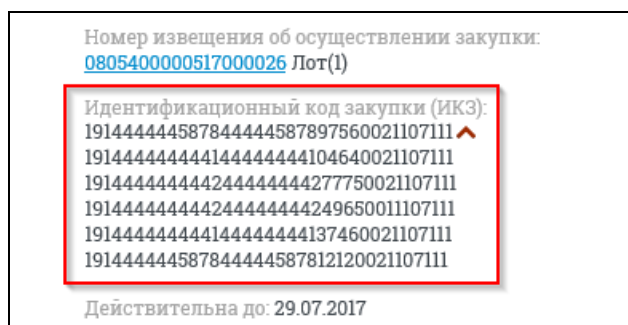 Номер извещения об осуществлении закупки:
0805400000517000026 Лот(1)
Идентификационный код закупки (ИКЗ):
191444444587844444587897560021107111
191444444444144444444104640021107111
191444444444244444444277750021107111
191444444444244444444249650011107111
191444444444144444444137460021107111
191444444587844444587812120021107111
Действительна до: 29.07.2017